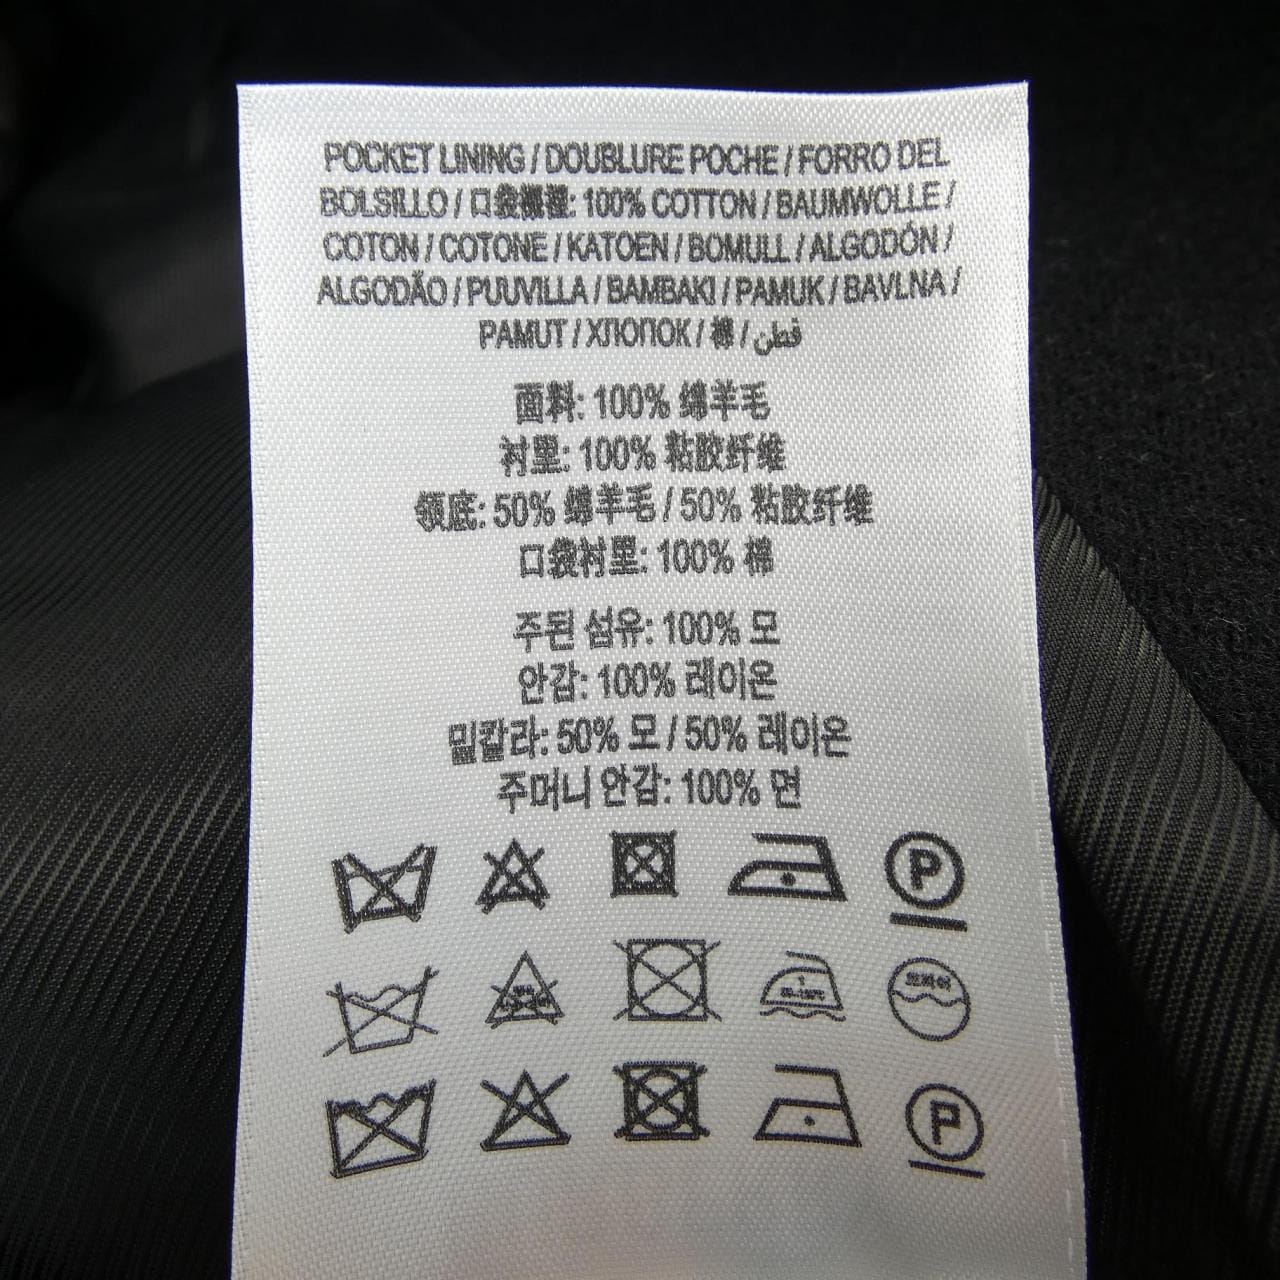 POCKET LINING / DOUBLURE POCHE / FORRO DEL
BOLSILLO / 口袋襯裡: 100% COTTON / BAUMWOLLE /
COTON / COTONE / KATOEN / BOMULL / ALGODÓN /
ALGODÃO / PUUVILLA / BAMBAKI / PAMUK / BAVLNA /
PAMUT / ХЛОПОК / 棉 / قطن
面料: 100% 绵羊毛
衬里: 100% 粘胶纤维
领底: 50% 绵羊毛 / 50% 粘胶纤维
口袋衬里: 100% 棉
주된 섬유: 100% 모
안감: 100% 레이온
밑칼라: 50% 모 / 50% 레이온
주머니 안감: 100% 면
P
드라이
P